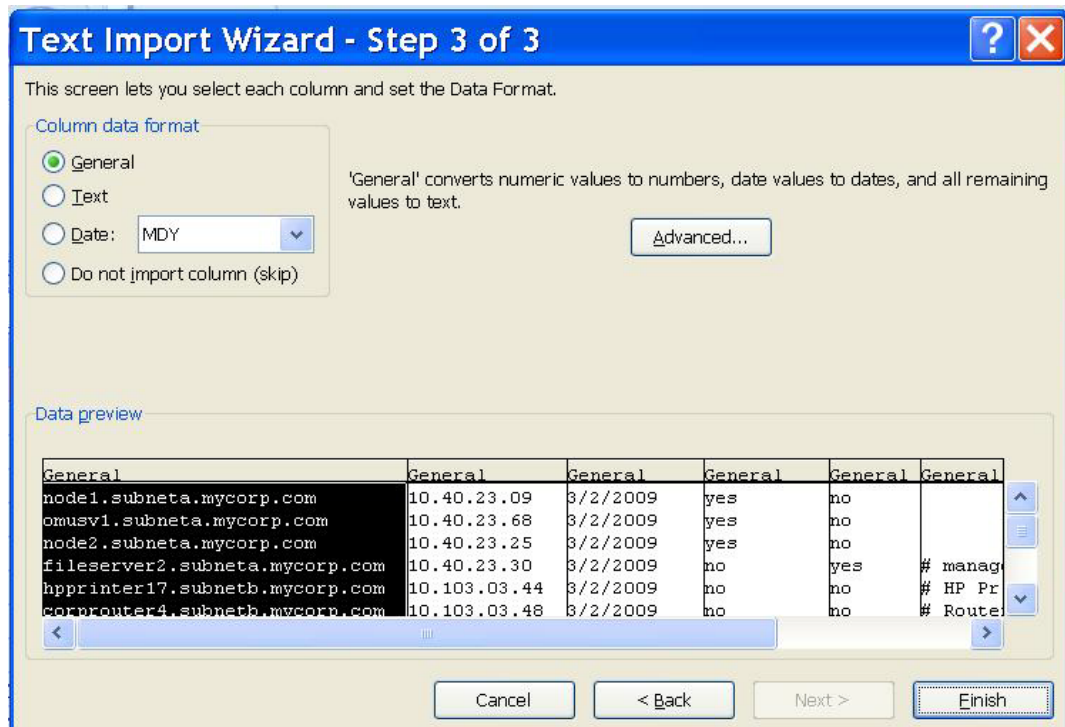 Text Import Wizard - Step 3 of 3
This screen lets you select each column and set the Data Format.
Column data format
General
Text
Date: MDY
Do not import column (skip)
'General' converts numeric values to numbers, date values to dates, and all remaining
values to text.
Advanced...
Data preview
General General General General General General
node1.subneta.mycorp.com 10.40.23.09 3/2/2009 yes no
omusv1.subneta.mycorp.com 10.40.23.68 3/2/2009 yes no
node2.subneta.mycorp.com 10.40.23.25 3/2/2009 yes no
fileserver2.subneta.mycorp.com 10.40.23.30 3/2/2009 no yes # manag
hpprinter17.subnetb.mycorp.com 10.103.03.44 3/2/2009 no no # HP Pr
corprouter4.subnetb.mycorp.com 10.103.03.48 3/2/2009 no no # Route
Cancel < Back Next > Finish